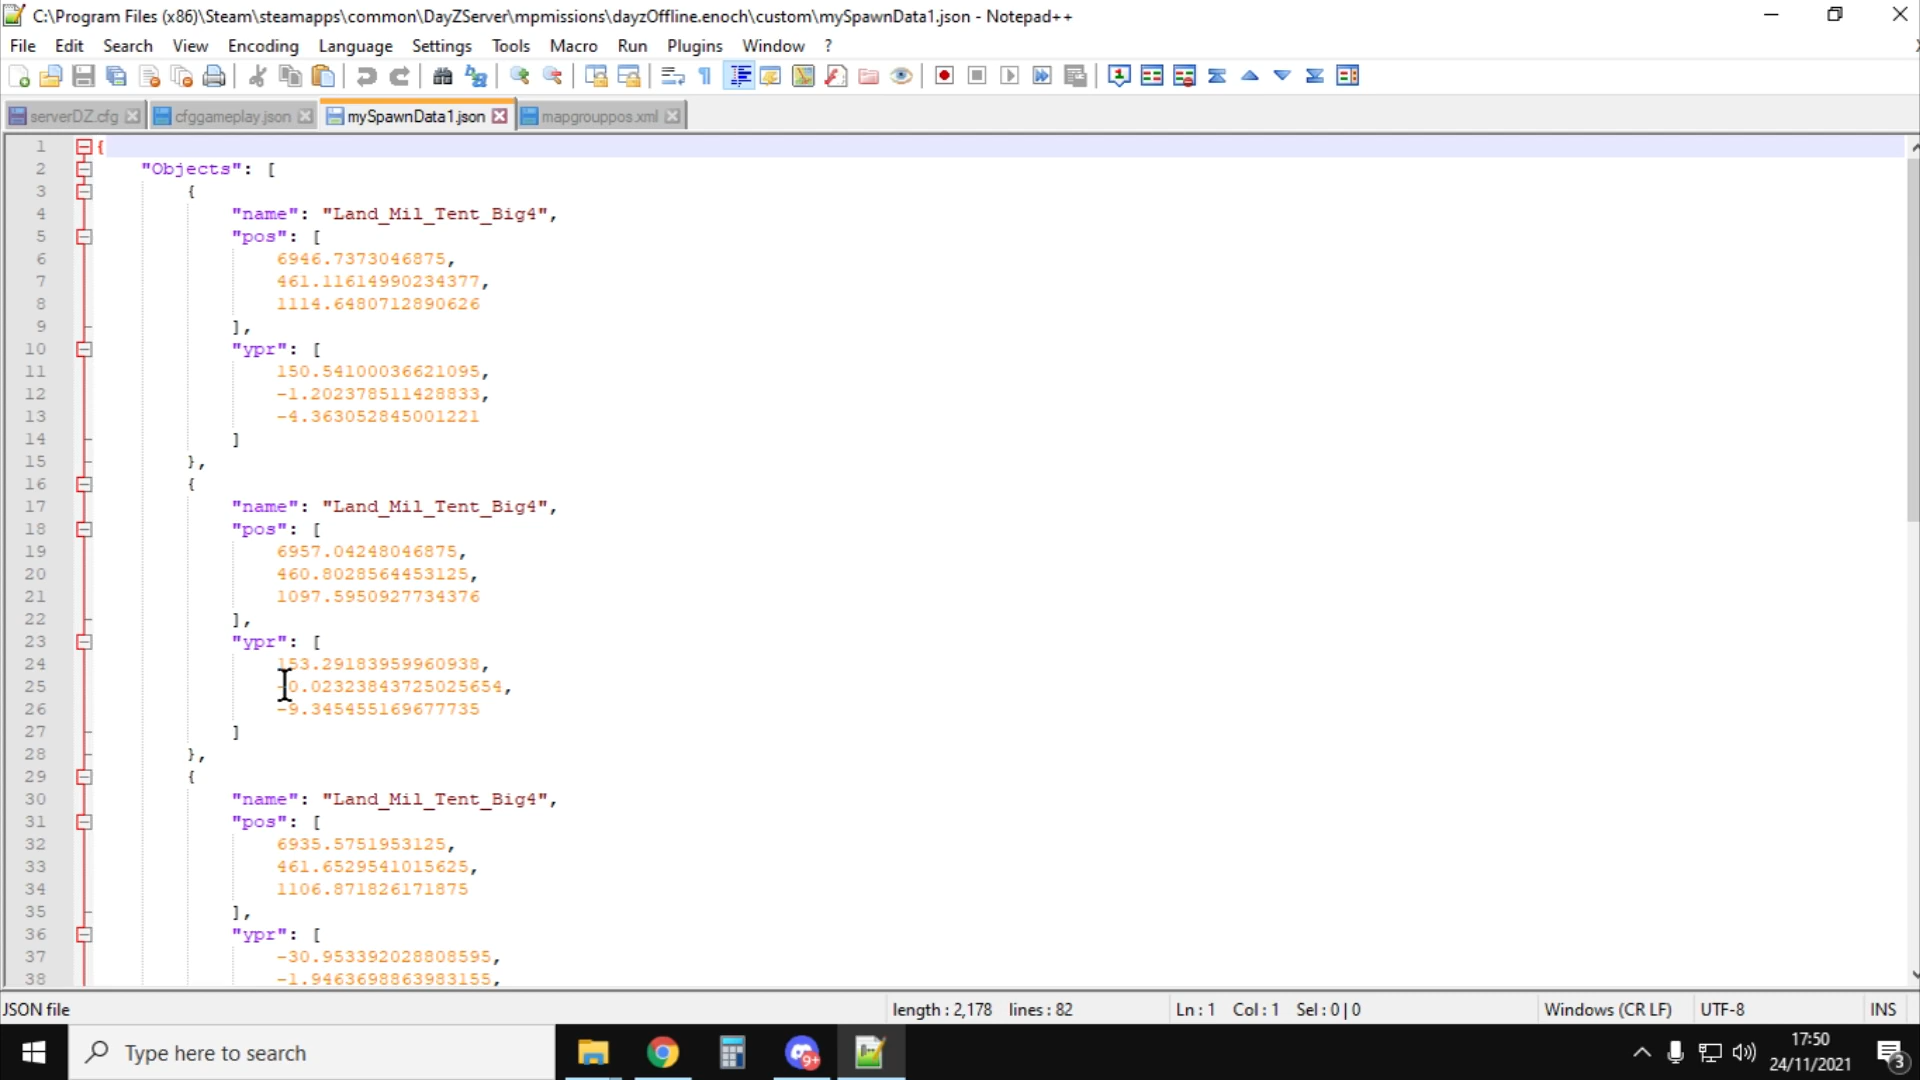 C:\Program Files (x86)\Steam\steamapps\common\DayZServer\mpmissions\dayzOffline.enoch\custom\mySpawnData1.json - Notepad++
File Edit Search View Encoding Language Settings Tools Macro Run Plugins Window ?
serverDZ.cfg cfggameplay.json mySpawnData1.json mapgrouppos.xml
1 {
2 "Objects": [
3 {
4 "name": "Land_Mil_Tent_Big4",
5 "pos": [
6 6946.7373046875,
7 461.11614990234377,
8 1114.6480712890626
9 ],
10 "ypr": [
11 150.54100036621095,
12 -1.202378511428833,
13 -4.363052845001221
14 ]
15 },
16 {
17 "name": "Land_Mil_Tent_Big4",
18 "pos": [
19 6957.04248046875,
20 460.8028564453125,
21 1097.5950927734376
22 ],
23 "ypr": [
24 153.29183959960938,
25 -0.02323843725025654,
26 -9.345455169677735
27 ]
28 },
29 {
30 "name": "Land_Mil_Tent_Big4",
31 "pos": [
32 6935.5751953125,
33 461.6529541015625,
34 1106.871826171875
35 ],
36 "ypr": [
37 -30.953392028808595,
38 -1.9463698863983155,
JSON file length : 2,178 lines : 82 Ln : 1 Col : 1 Sel : 0 | 0 Windows (CR LF) UTF-8 INS
Type here to search 9+ 17:50
24/11/2021 3